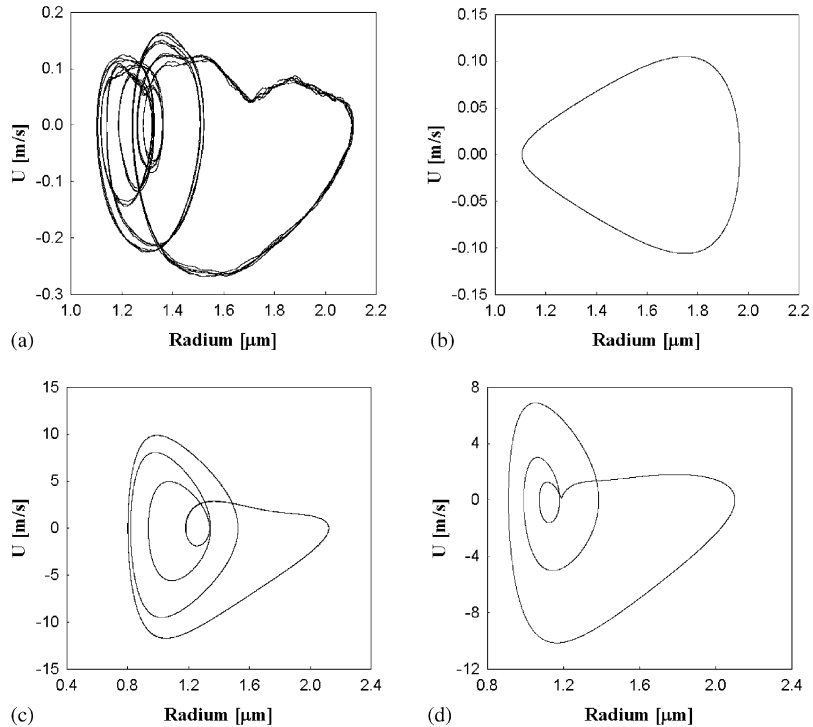 0.2
0.1
0.0
-0.1
-0.2
-0.3
U [m/s]
1.0 1.2 1.4 1.6 1.8 2.0 2.2
Radium [μm]
(a)
0.15
0.10
0.05
0.00
-0.05
-0.10
-0.15
U [m/s]
1.0 1.2 1.4 1.6 1.8 2.0 2.2
Radium [μm]
(b)
15
10
5
0
-5
-10
-15
U [m/s]
0.4 0.8 1.2 1.6 2.0 2.4
Radium [μm]
(c)
8
4
0
-4
-8
-12
U [m/s]
0.8 1.2 1.6 2.0 2.4
Radium [μm]
(d)